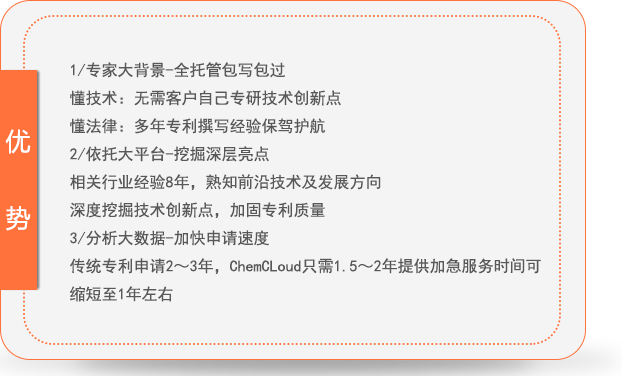 优势
1/专家大背景-全托管包写包过
懂技术：无需客户自己专研技术创新点
懂法律：多年专利撰写经验保驾护航
2/依托大平台-挖掘深层亮点
相关行业经验8年，熟知前沿技术及发展方向
深度挖掘技术创新点，加固专利质量
3/分析大数据-加快申请速度
传统专利申请2～3年，ChemCLoud只需1.5～2年提供加急服务时间可
缩短至1年左右